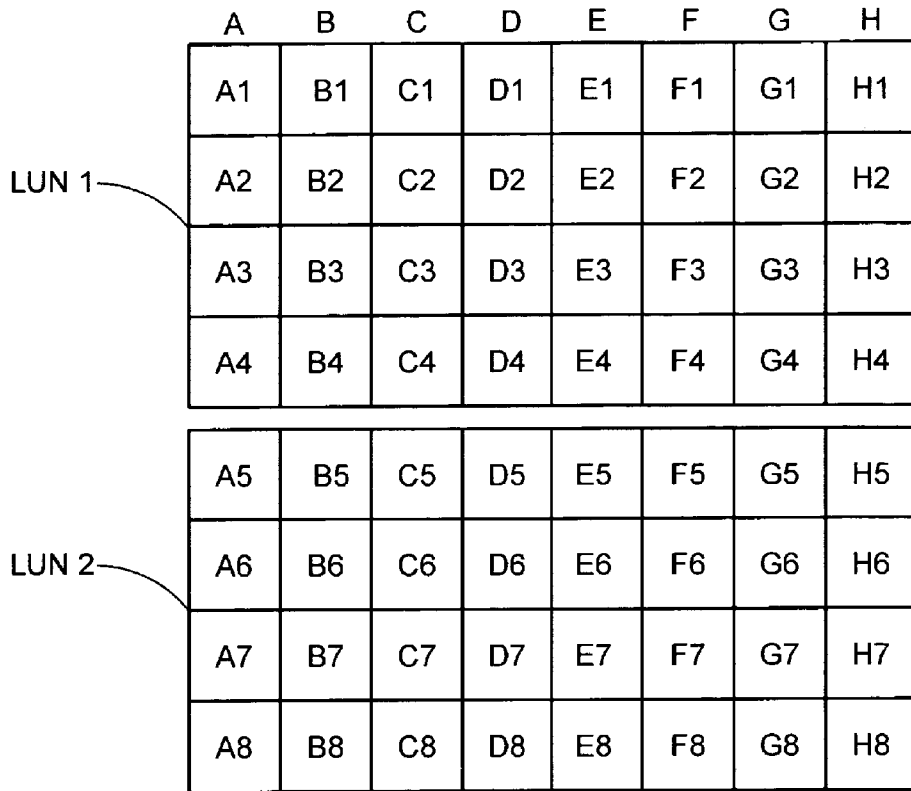 A B C D E F G H
A1 B1 C1 D1 E1 F1 G1 H1
LUN 1 A2 B2 C2 D2 E2 F2 G2 H2
A3 B3 C3 D3 E3 F3 G3 H3
A4 B4 C4 D4 E4 F4 G4 H4
A5 B5 C5 D5 E5 F5 G5 H5
LUN 2 A6 B6 C6 D6 E6 F6 G6 H6
A7 B7 C7 D7 E7 F7 G7 H7
A8 B8 C8 D8 E8 F8 G8 H8